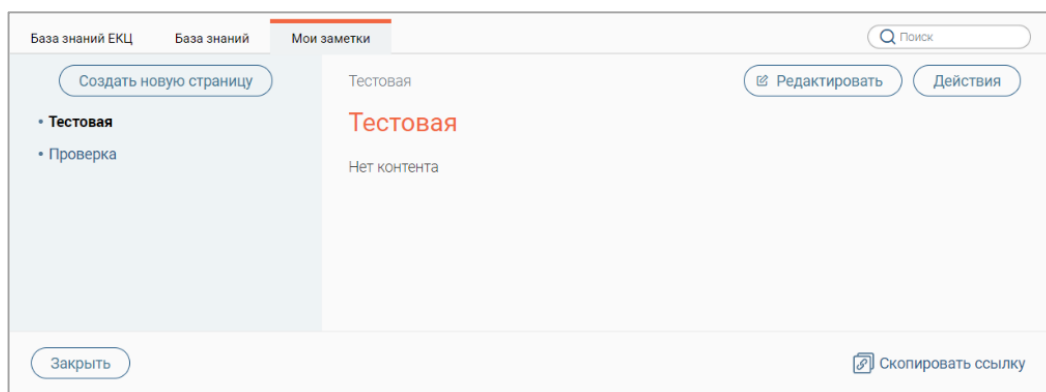 База знаний ЕКЦ База знаний Мои заметки Поиск
Создать новую страницу Тестовая Редактировать Действия
• Тестовая
Тестовая
• Проверка
Нет контента
Закрыть Скопировать ссылку